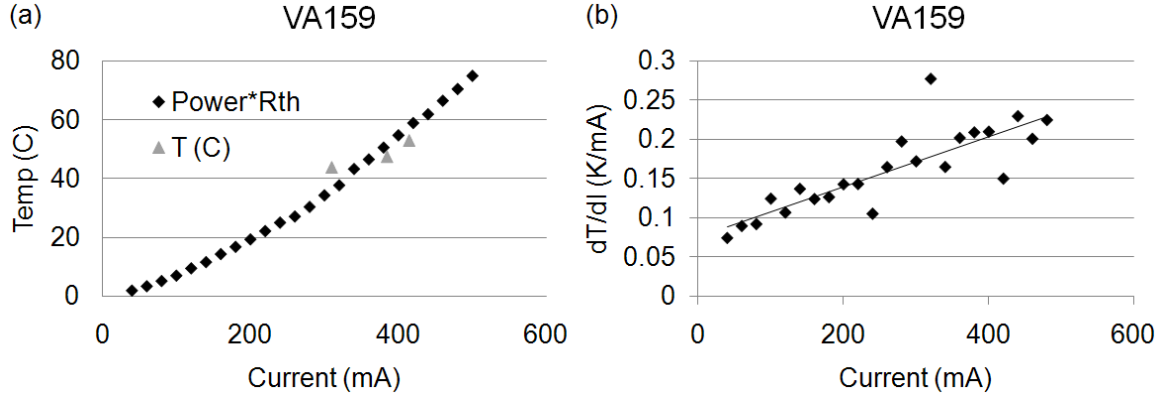 (a) VA159
80
60
40
20
0
Temp (C)
Power*Rth
T (C)
0 200 400 600
Current (mA)
(b) VA159
0.3
0.25
0.2
0.15
0.1
0.05
0
dT/dI (K/mA)
0 200 400 600
Current (mA)